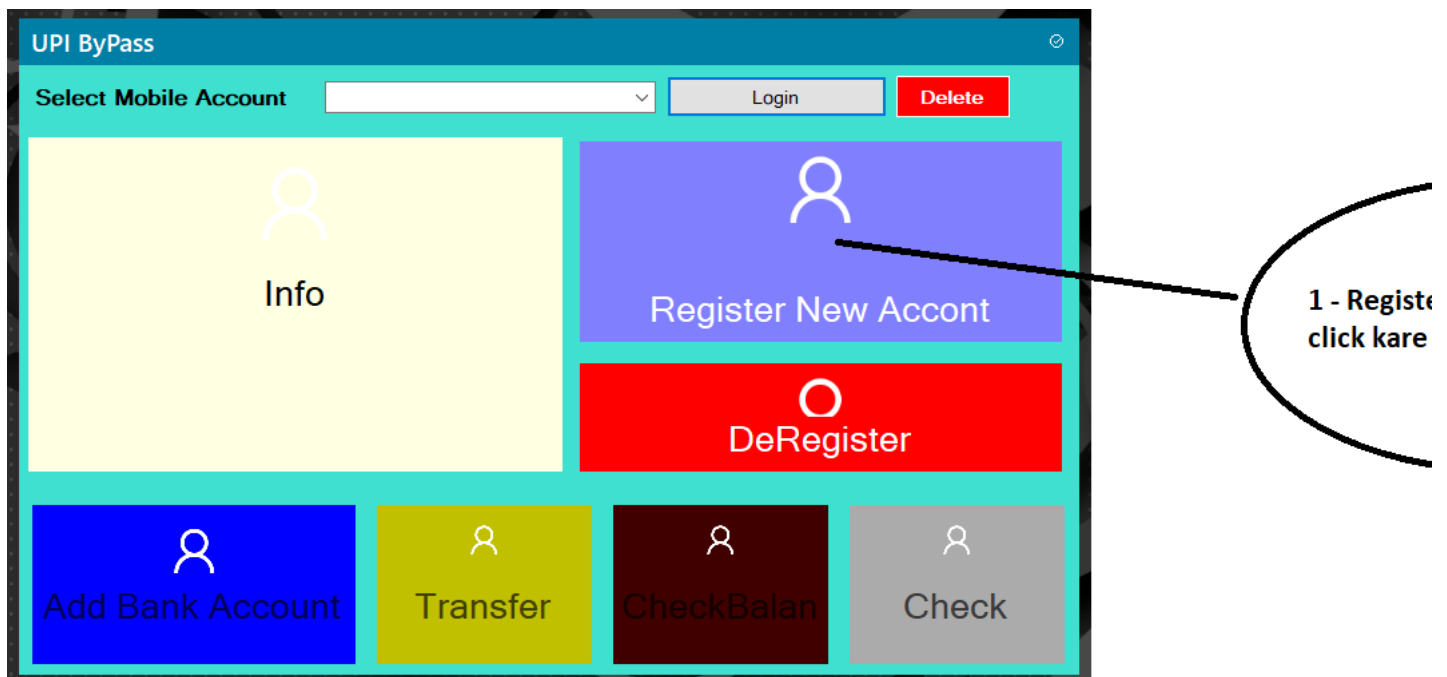 UPI ByPass
Select Mobile Account
Login
Delete
Info
Register New Accont
DeRegister
Add Bank Account
Transfer
CheckBalan
Check
1 -
click kare